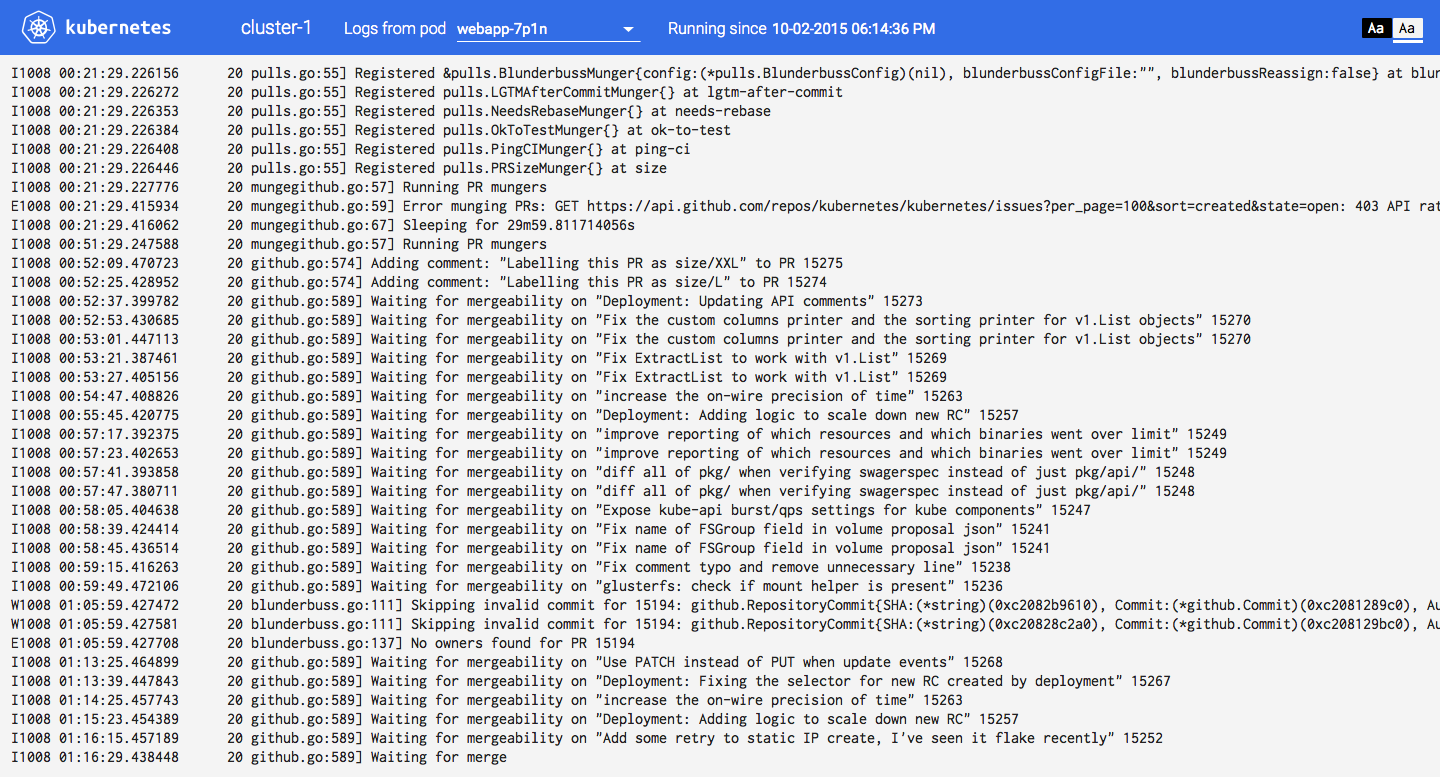 kubernetes cluster-1 Logs from pod webapp-7p1n Running since 10-02-2015 06:14:36 PM Aa Aa
I1008 00:21:29.226156 20 pulls.go:55] Registered &pulls.BlunderbussMunger{config:(*pulls.BlunderbussConfig)(nil), blunderbussConfigFile:"", blunderbussReassign:false} at blun
I1008 00:21:29.226272 20 pulls.go:55] Registered pulls.LGTMAfterCommitMunger{} at lgtm-after-commit
I1008 00:21:29.226353 20 pulls.go:55] Registered pulls.NeedsRebaseMunger{} at needs-rebase
I1008 00:21:29.226384 20 pulls.go:55] Registered pulls.OkToTestMunger{} at ok-to-test
I1008 00:21:29.226408 20 pulls.go:55] Registered pulls.PingCIMunger{} at ping-ci
I1008 00:21:29.226446 20 pulls.go:55] Registered pulls.PRSizeMunger{} at size
I1008 00:21:29.227776 20 mungegithub.go:57] Running PR mungers
E1008 00:21:29.415934 20 mungegithub.go:59] Error munging PRs: GET https://api.github.com/repos/kubernetes/kubernetes/issues?per_page=100&sort=created&state=open: 403 API rat
I1008 00:21:29.416062 20 mungegithub.go:67] Sleeping for 29m59.811714056s
I1008 00:51:29.247588 20 mungegithub.go:57] Running PR mungers
I1008 00:52:09.470723 20 github.go:574] Adding comment: "Labelling this PR as size/XXL" to PR 15275
I1008 00:52:25.428952 20 github.go:574] Adding comment: "Labelling this PR as size/L" to PR 15274
I1008 00:52:37.399782 20 github.go:589] Waiting for mergeability on "Deployment: Updating API comments" 15273
I1008 00:52:53.430685 20 github.go:589] Waiting for mergeability on "Fix the custom columns printer and the sorting printer for v1.List objects" 15270
I1008 00:53:01.447113 20 github.go:589] Waiting for mergeability on "Fix the custom columns printer and the sorting printer for v1.List objects" 15270
I1008 00:53:21.387461 20 github.go:589] Waiting for mergeability on "Fix ExtractList to work with v1.List" 15269
I1008 00:53:27.405156 20 github.go:589] Waiting for mergeability on "Fix ExtractList to work with v1.List" 15269
I1008 00:54:47.408826 20 github.go:589] Waiting for mergeability on "increase the on-wire precision of time" 15263
I1008 00:55:45.420775 20 github.go:589] Waiting for mergeability on "Deployment: Adding logic to scale down new RC" 15257
I1008 00:57:17.392375 20 github.go:589] Waiting for mergeability on "improve reporting of which resources and which binaries went over limit" 15249
I1008 00:57:23.402653 20 github.go:589] Waiting for mergeability on "improve reporting of which resources and which binaries went over limit" 15249
I1008 00:57:41.393858 20 github.go:589] Waiting for mergeability on "diff all of pkg/ when verifying swagerspec instead of just pkg/api/" 15248
I1008 00:57:47.380711 20 github.go:589] Waiting for mergeability on "diff all of pkg/ when verifying swagerspec instead of just pkg/api/" 15248
I1008 00:58:05.404638 20 github.go:589] Waiting for mergeability on "Expose kube-api burst/qps settings for kube components" 15247
I1008 00:58:39.424414 20 github.go:589] Waiting for mergeability on "Fix name of FSGroup field in volume proposal json" 15241
I1008 00:58:45.436514 20 github.go:589] Waiting for mergeability on "Fix name of FSGroup field in volume proposal json" 15241
I1008 00:59:15.416263 20 github.go:589] Waiting for mergeability on "Fix comment typo and remove unnecessary line" 15238
I1008 00:59:49.472106 20 github.go:589] Waiting for mergeability on "glusterfs: check if mount helper is present" 15236
W1008 01:05:59.427472 20 blunderbuss.go:111] Skipping invalid commit for 15194: github.RepositoryCommit{SHA:(*string)(0xc2082b9610), Commit:(*github.Commit)(0xc2081289c0), Au
W1008 01:05:59.427581 20 blunderbuss.go:111] Skipping invalid commit for 15194: github.RepositoryCommit{SHA:(*string)(0xc20828c2a0), Commit:(*github.Commit)(0xc208129bc0), Au
E1008 01:05:59.427708 20 blunderbuss.go:137] No owners found for PR 15194
I1008 01:13:25.464899 20 github.go:589] Waiting for mergeability on "Use PATCH instead of PUT when update events" 15268
I1008 01:13:39.447843 20 github.go:589] Waiting for mergeability on "Deployment: Fixing the selector for new RC created by deployment" 15267
I1008 01:14:25.457743 20 github.go:589] Waiting for mergeability on "increase the on-wire precision of time" 15263
I1008 01:15:23.454389 20 github.go:589] Waiting for mergeability on "Deployment: Adding logic to scale down new RC" 15257
I1008 01:16:15.457189 20 github.go:589] Waiting for mergeability on "Add some retry to static IP create, I've seen it flake recently" 15252
I1008 01:16:29.438448 20 github.go:589] Waiting for merge